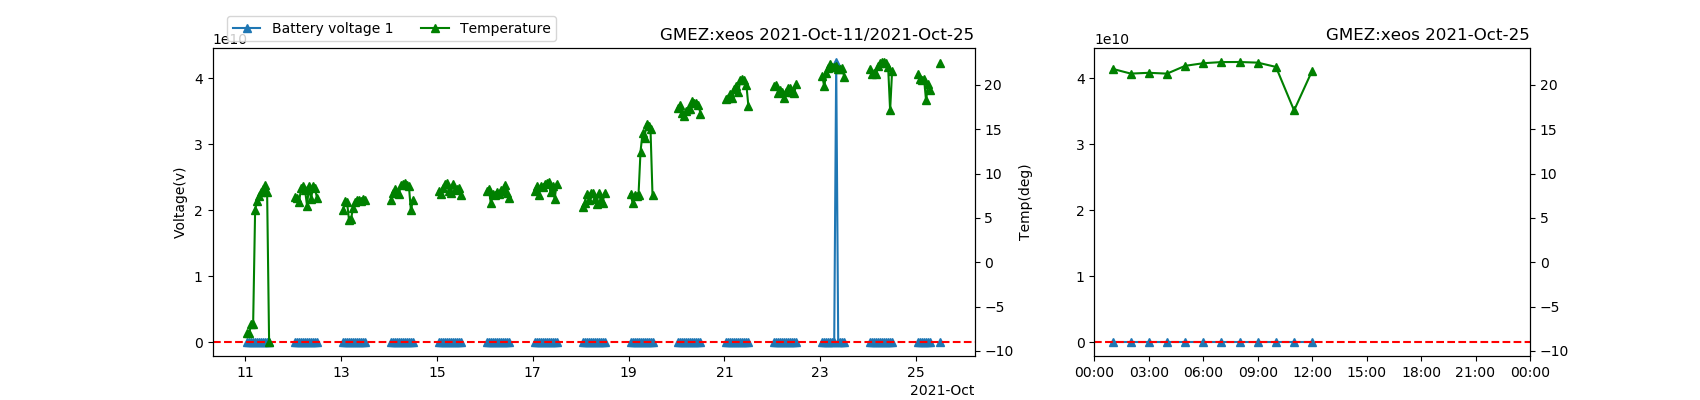 Battery voltage 1 Temperature
1e10
GMEZ:xeos 2021-Oct-11/2021-Oct-25
Voltage(v)
4
3
2
1
0
20
15
10
5
0
−5
−10
Temp(deg)
11 13 15 17 19 21 23 25
2021-Oct
1e10
GMEZ:xeos 2021-Oct-25
4
3
2
1
0
20
15
10
5
0
−5
−10
00:00 03:00 06:00 09:00 12:00 15:00 18:00 21:00 00:00